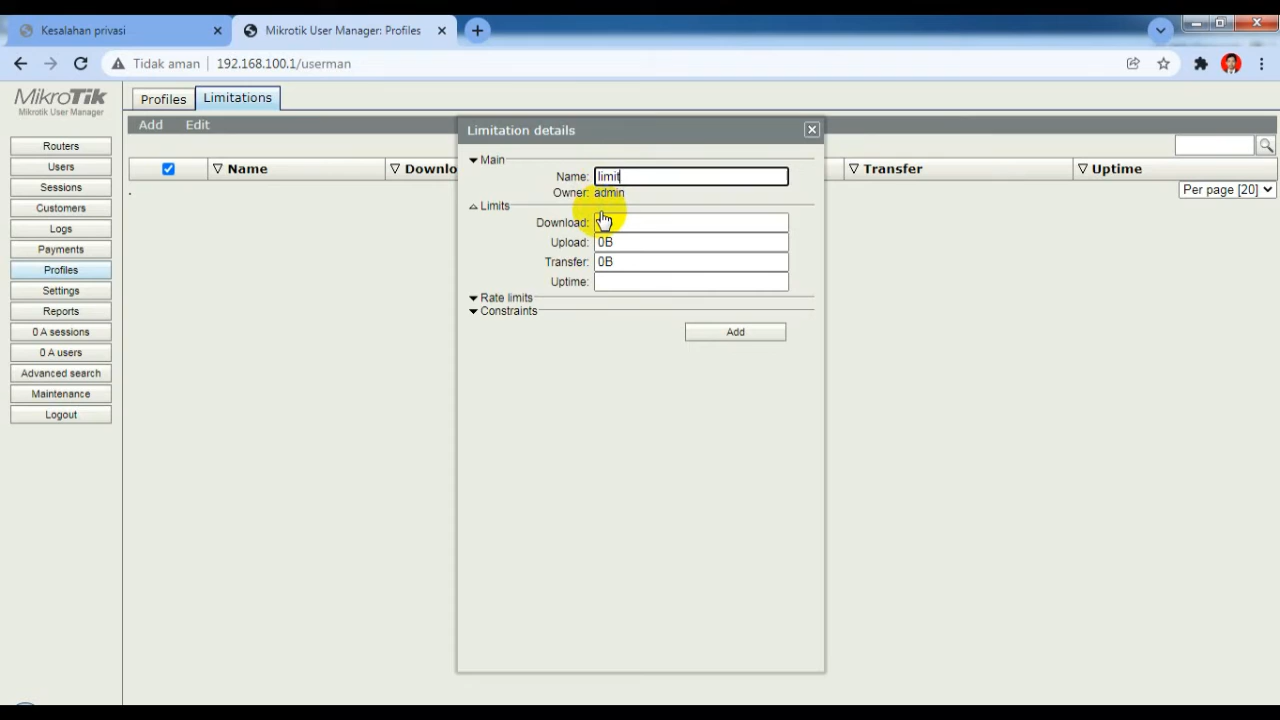 Kesalahan privasi
Mikrotik User Manager: Profiles
Tidak aman
192.168.100.1/userman
MikroTik
Mikrotik User Manager
Routers
Users
Sessions
Customers
Logs
Payments
Profiles
Settings
Reports
0 A sessions
0 A users
Advanced search
Maintenance
Logout
Profiles
Limitations
Add
Edit
Name
Downlo
Transfer
Uptime
Per page [20]
Limitation details
Main
Name: limit
Owner: admin
Limits
Download:
Upload: 0B
Transfer: 0B
Uptime:
Rate limits
Constraints
Add